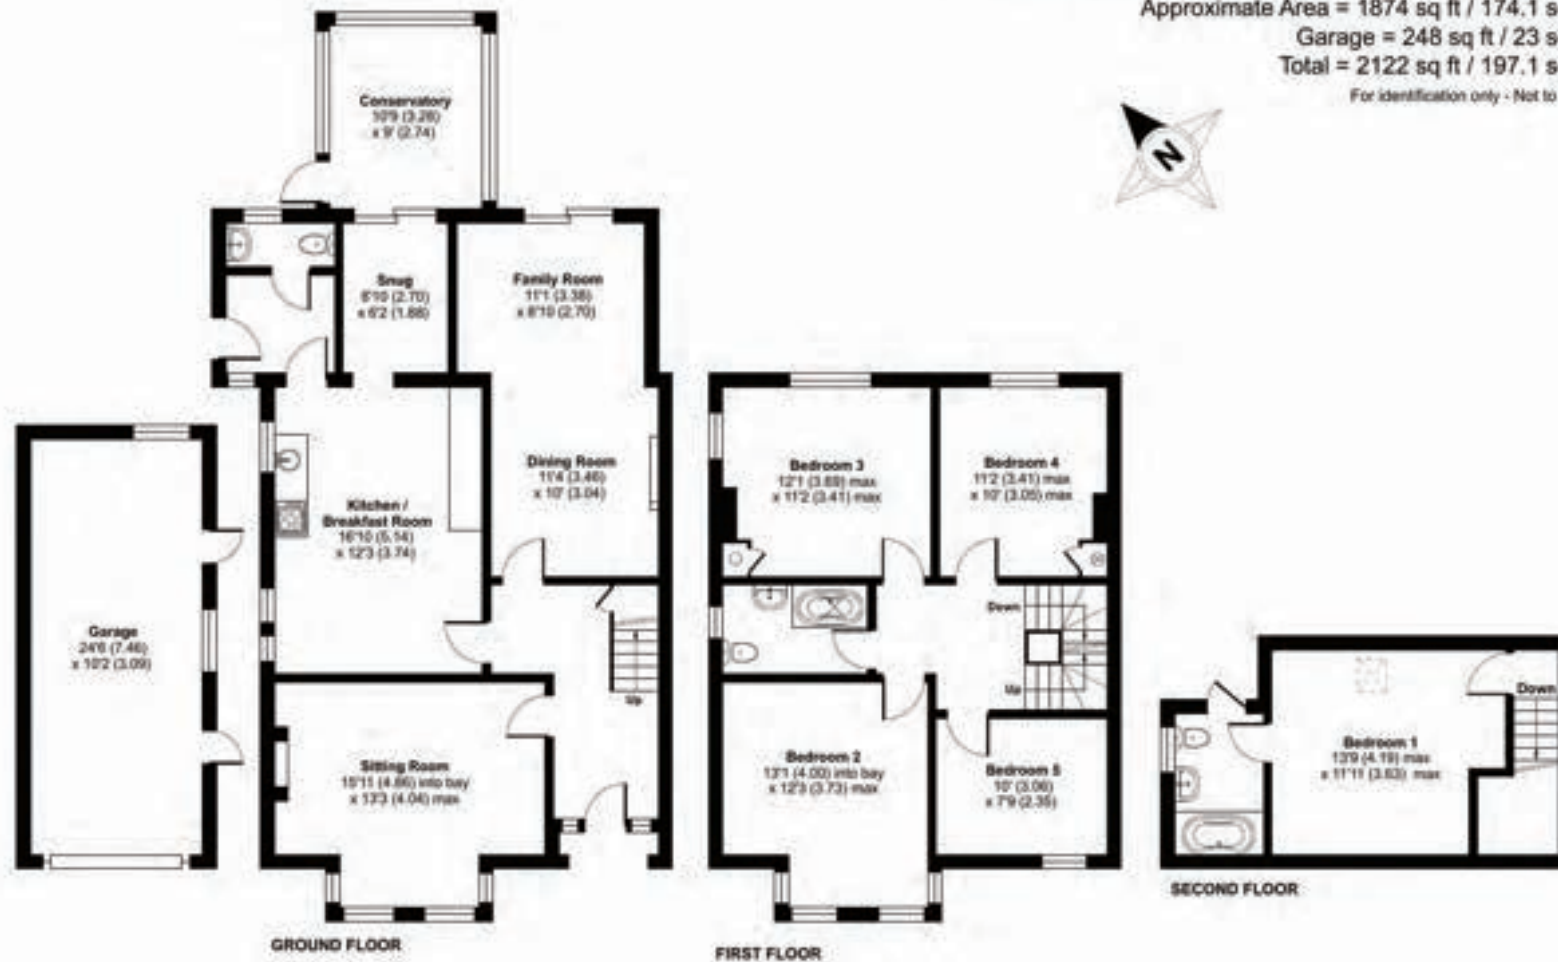 Approximate Area = 1874 sq ft / 174.1 s
Garage = 248 sq ft / 23 s
Total = 2122 sq ft / 197.1 s
For identification only - Not to
N
Conservatory
10'9 (3.28)
x 9' (2.74)
Snug
8'10 (2.70)
x 6'2 (1.88)
Family Room
11'1 (3.38)
x 8'10 (2.70)
Dining Room
11'4 (3.46)
x 10' (3.04)
Kitchen /
Breakfast Room
16'10 (5.14)
x 12'3 (3.74)
Garage
24'6 (7.46)
x 10'2 (3.09)
Up
Sitting Room
15'11 (4.86) into bay
x 13'3 (4.04) max
GROUND FLOOR
Bedroom 3
12'1 (3.69) max
x 11'2 (3.41) max
Bedroom 4
11'2 (3.41) max
x 10' (3.05) max
Down
Up
Bedroom 2
13'1 (4.00) into bay
x 12'3 (3.73) max
Bedroom 5
10' (3.06)
x 7'9 (2.35)
FIRST FLOOR
Down
Bedroom 1
13'9 (4.19) max
x 11'11 (3.63) max
SECOND FLOOR